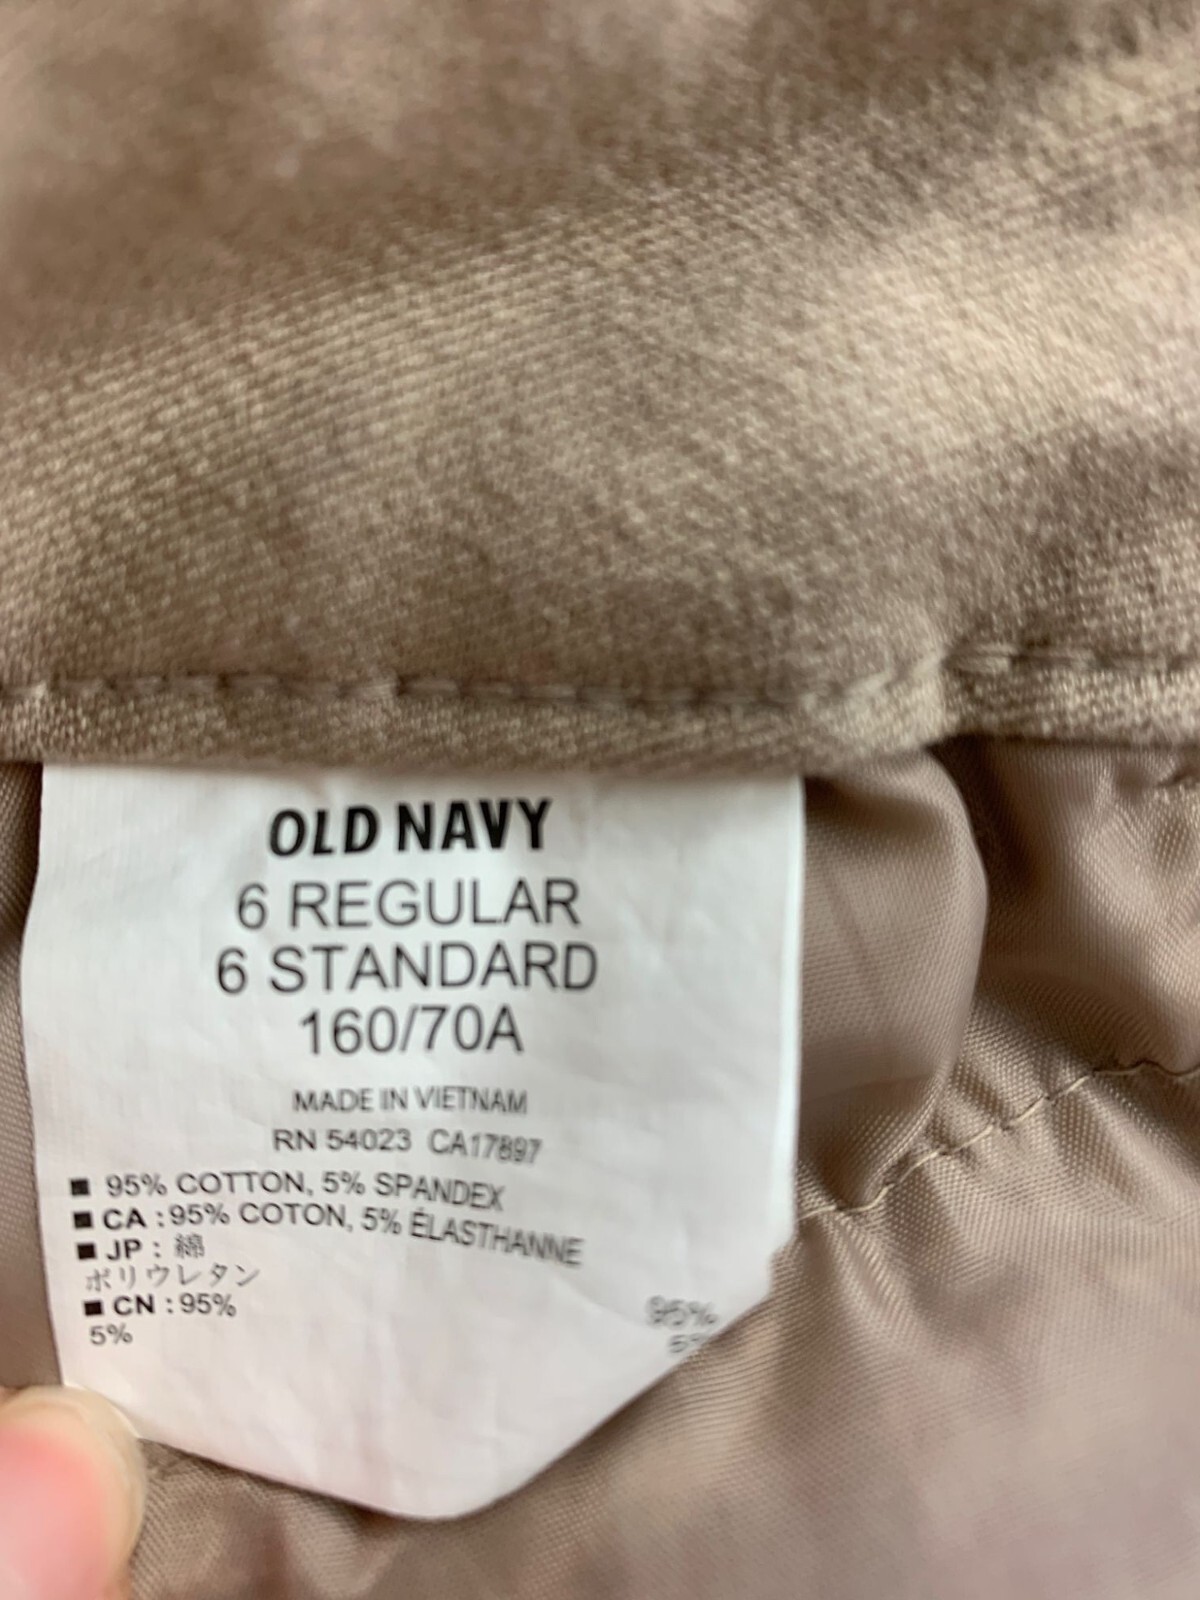 OLD NAVY
6 REGULAR
6 STANDARD
160/70A
MADE IN VIETNAM
RN 54023 CA17897
■ 95% COTTON, 5% SPANDEX
■ CA : 95% COTON, 5% ÉLASTHANNE
■ JP : 綿 95%
ポリウレタン
■ CN : 95%
5%